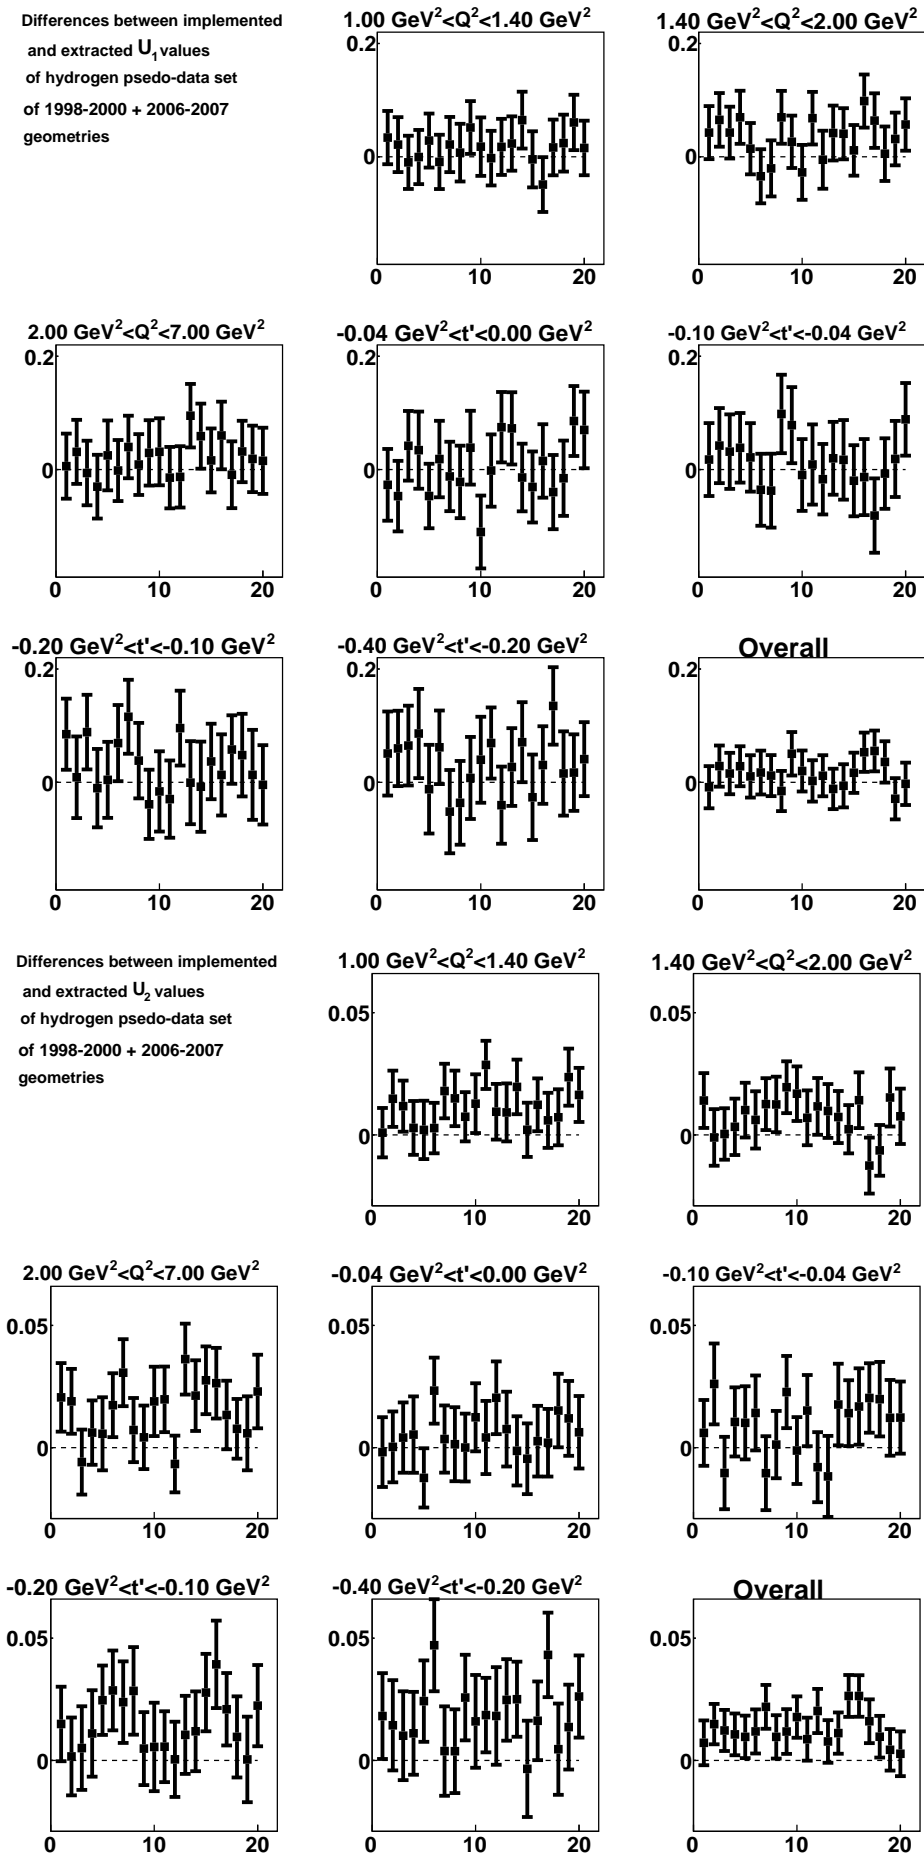 Differences between implemented
and extracted U₁ values
of hydrogen psedo-data set
of 1998-2000 + 2006-2007
geometries
1.00 GeV²<Q²<1.40 GeV²
0.2
0
0 10 20
1.40 GeV²<Q²<2.00 GeV²
0.2
0
0 10 20
2.00 GeV²<Q²<7.00 GeV²
0.2
0
0 10 20
-0.04 GeV²<t'<0.00 GeV²
0.2
0
0 10 20
-0.10 GeV²<t'<-0.04 GeV²
0.2
0
0 10 20
-0.20 GeV²<t'<-0.10 GeV²
0.2
0
0 10 20
-0.40 GeV²<t'<-0.20 GeV²
0.2
0
0 10 20
Overall
0.2
0
0 10 20
Differences between implemented
and extracted U₂ values
of hydrogen psedo-data set
of 1998-2000 + 2006-2007
geometries
1.00 GeV²<Q²<1.40 GeV²
0.05
0
0 10 20
1.40 GeV²<Q²<2.00 GeV²
0.05
0
0 10 20
2.00 GeV²<Q²<7.00 GeV²
0.05
0
0 10 20
-0.04 GeV²<t'<0.00 GeV²
0.05
0
0 10 20
-0.10 GeV²<t'<-0.04 GeV²
0.05
0
0 10 20
-0.20 GeV²<t'<-0.10 GeV²
0.05
0
0 10 20
-0.40 GeV²<t'<-0.20 GeV²
0.05
0
0 10 20
Overall
0.05
0
0 10 20